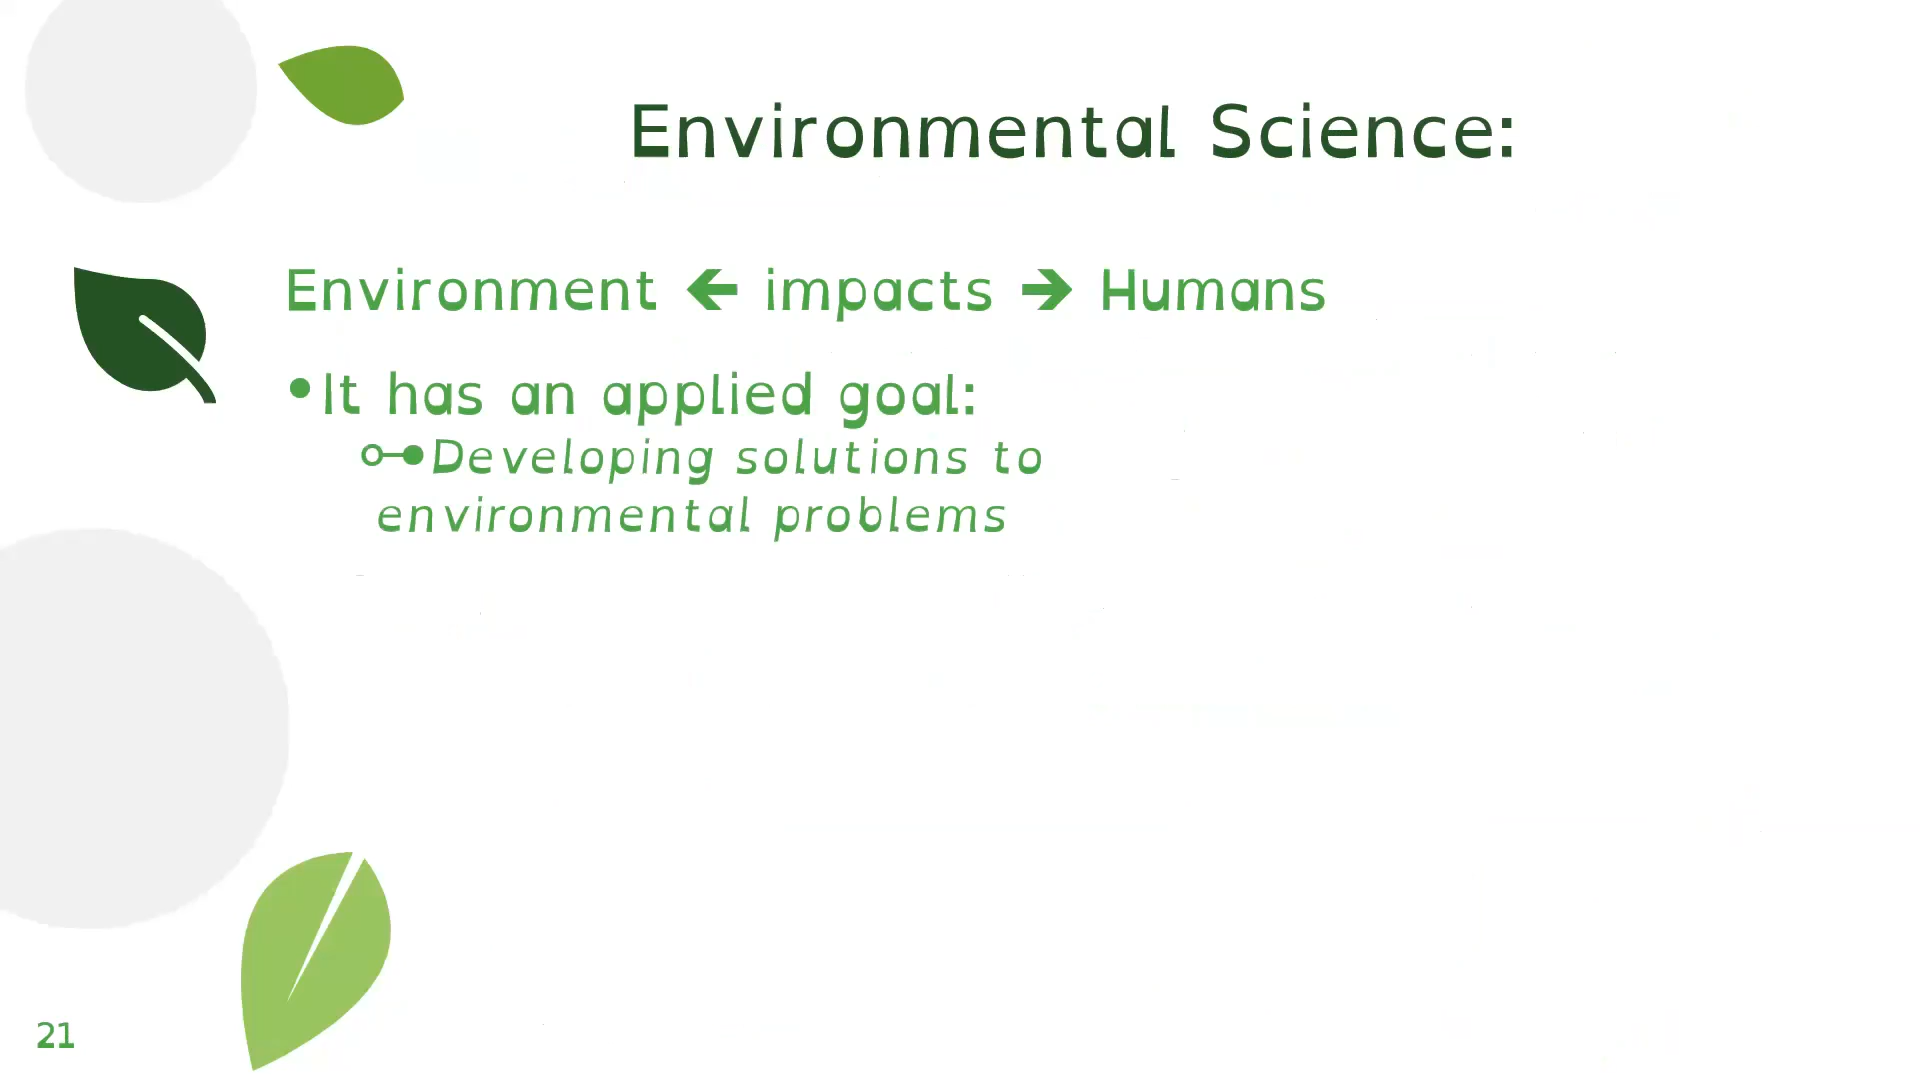 Environmental Science:
Environment 🡸 impacts 🡺 Humans
•It has an applied goal:
⊶Developing solutions to
environmental problems
21